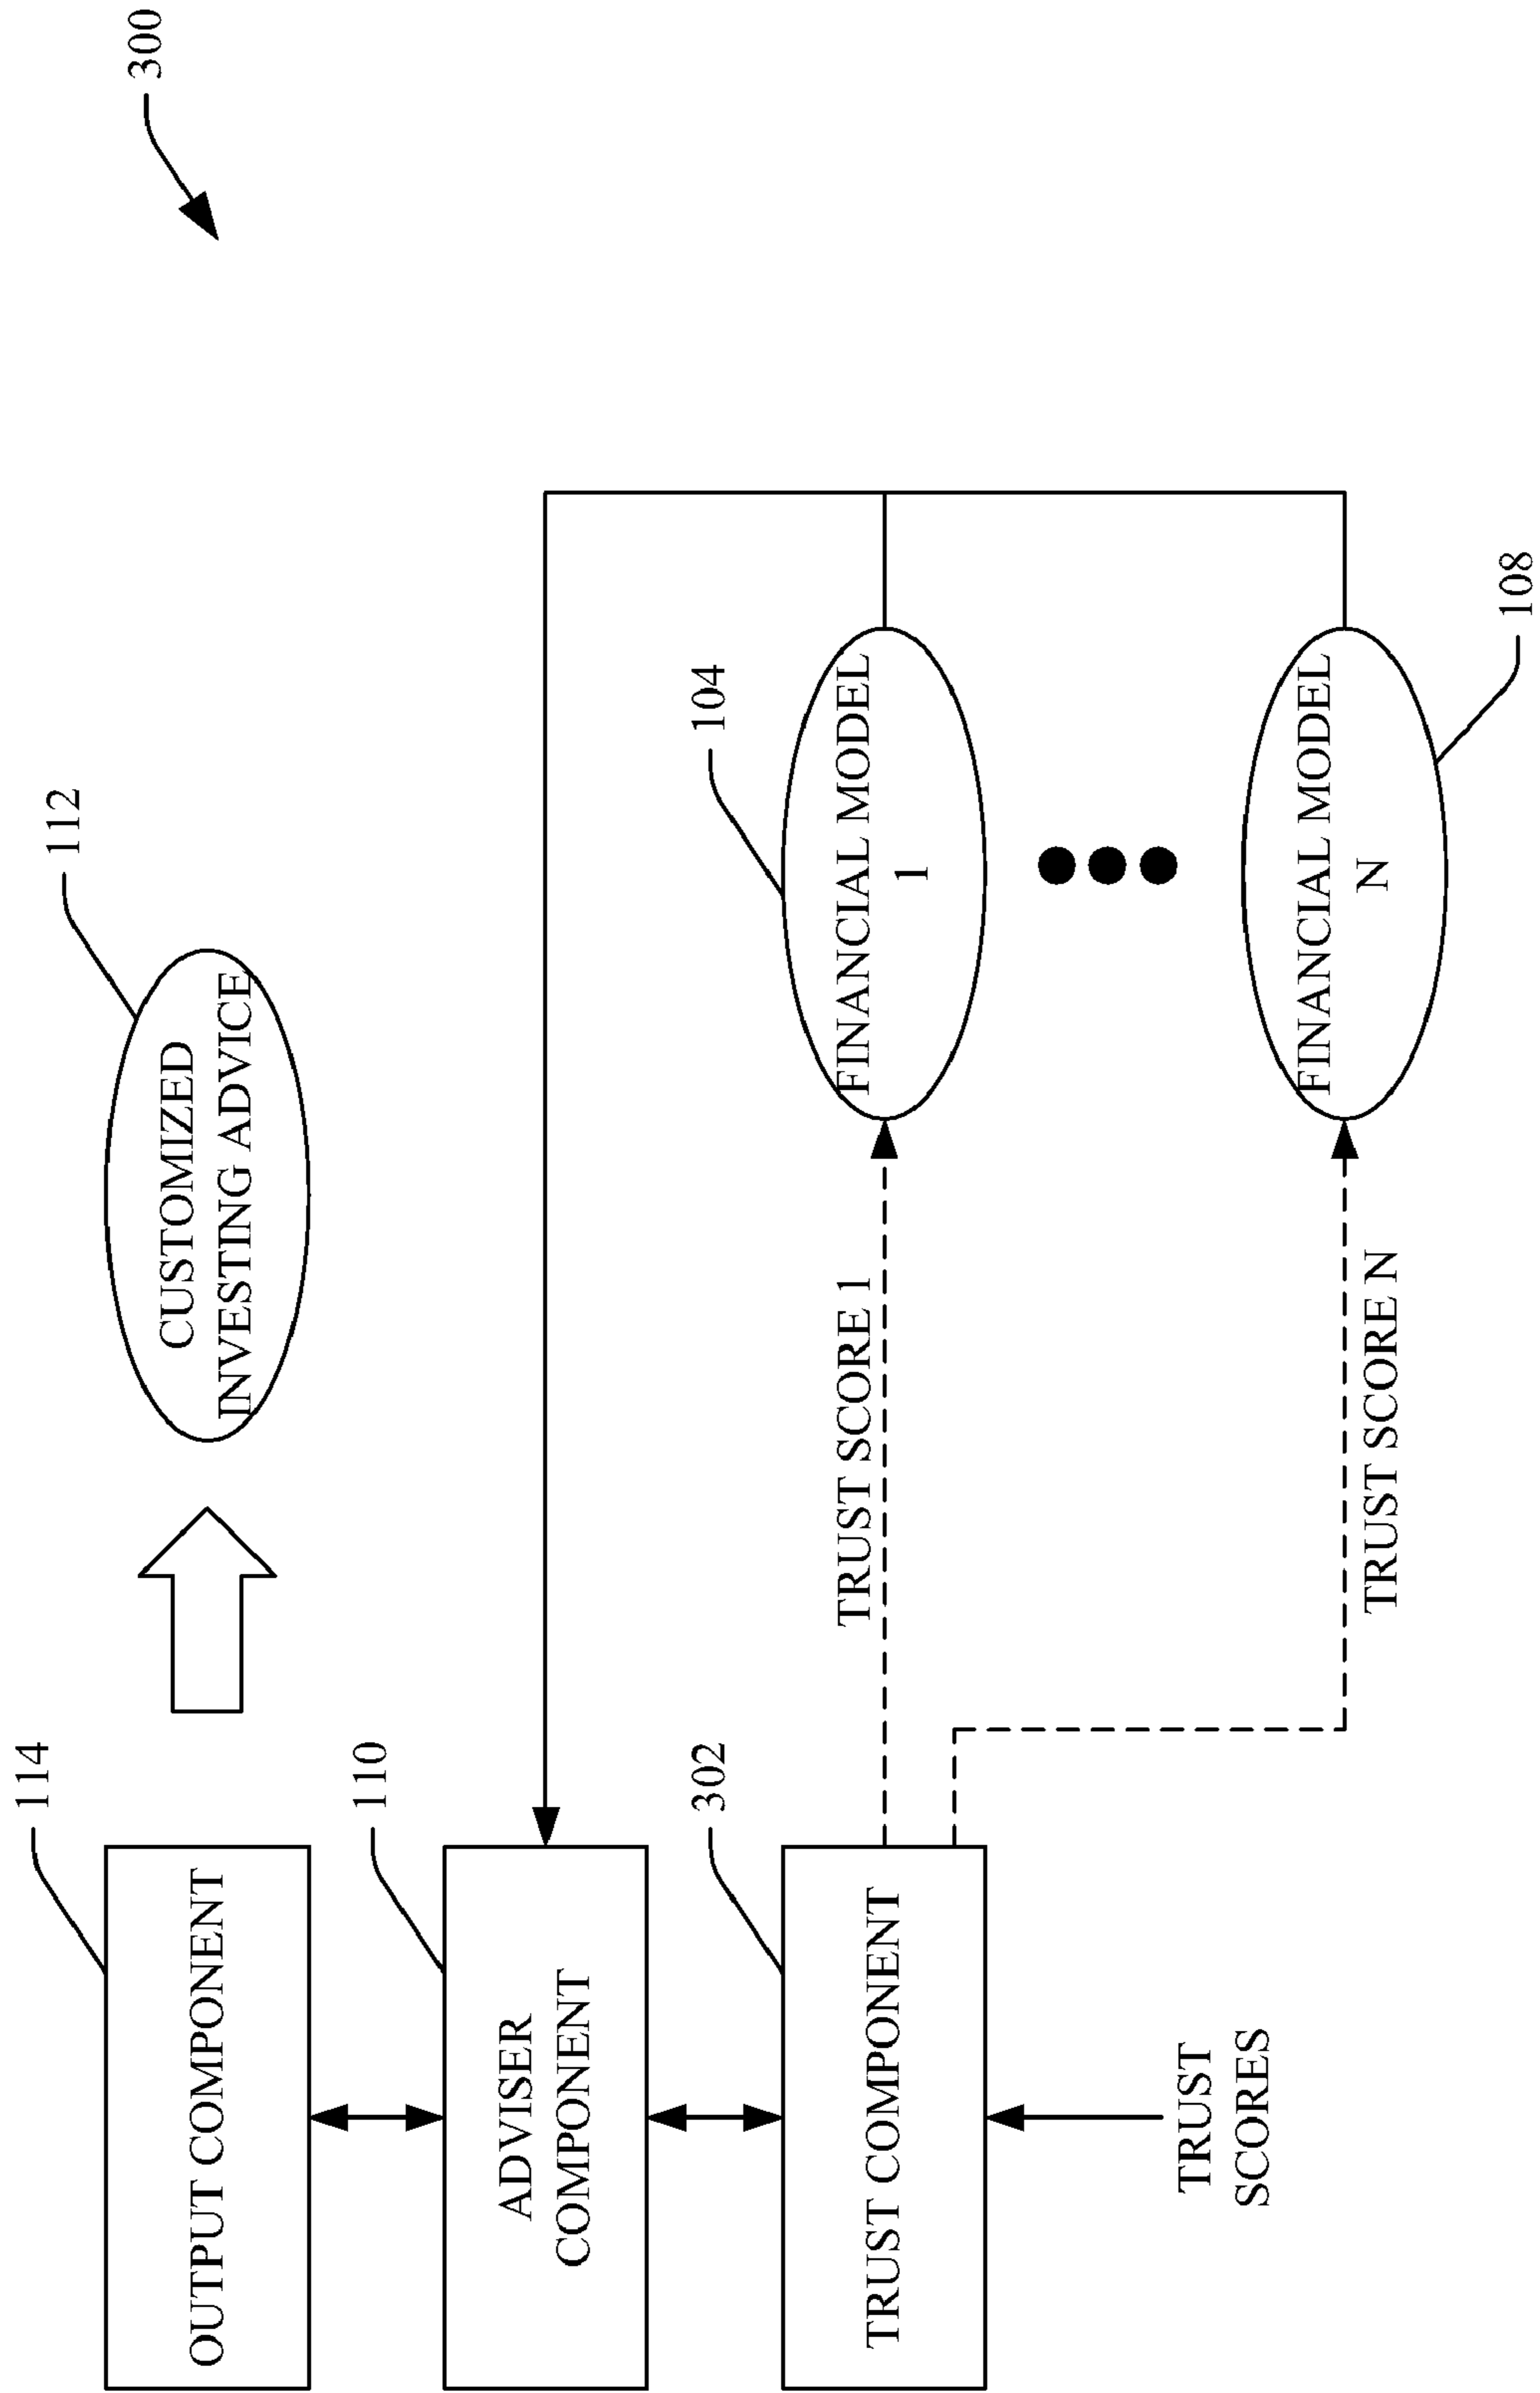 300
114
OUTPUT COMPONENT
112
CUSTOMIZED
INVESTING ADVICE
110
ADVISER
COMPONENT
302
TRUST COMPONENT
TRUST SCORE 1
104
FINANCIAL MODEL
1
TRUST
SCORES
TRUST SCORE N
FINANCIAL MODEL
N
108